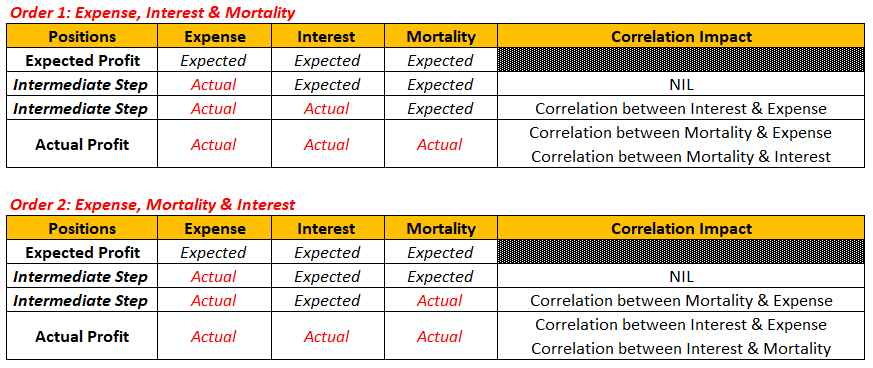 Order 1: Expense, Interest & Mortality
Positions Expense Interest Mortality Correlation Impact
Expected Profit Expected Expected Expected
Intermediate Step Actual Expected Expected NIL
Intermediate Step Actual Actual Expected Correlation between Interest & Expense
Actual Profit Actual Actual Actual Correlation between Mortality & Expense
Correlation between Mortality & Interest
Order 2: Expense, Mortality & Interest
Positions Expense Interest Mortality Correlation Impact
Expected Profit Expected Expected Expected
Intermediate Step Actual Expected Expected NIL
Intermediate Step Actual Expected Actual Correlation between Mortality & Expense
Actual Profit Actual Actual Actual Correlation between Interest & Expense
Correlation between Interest & Mortality